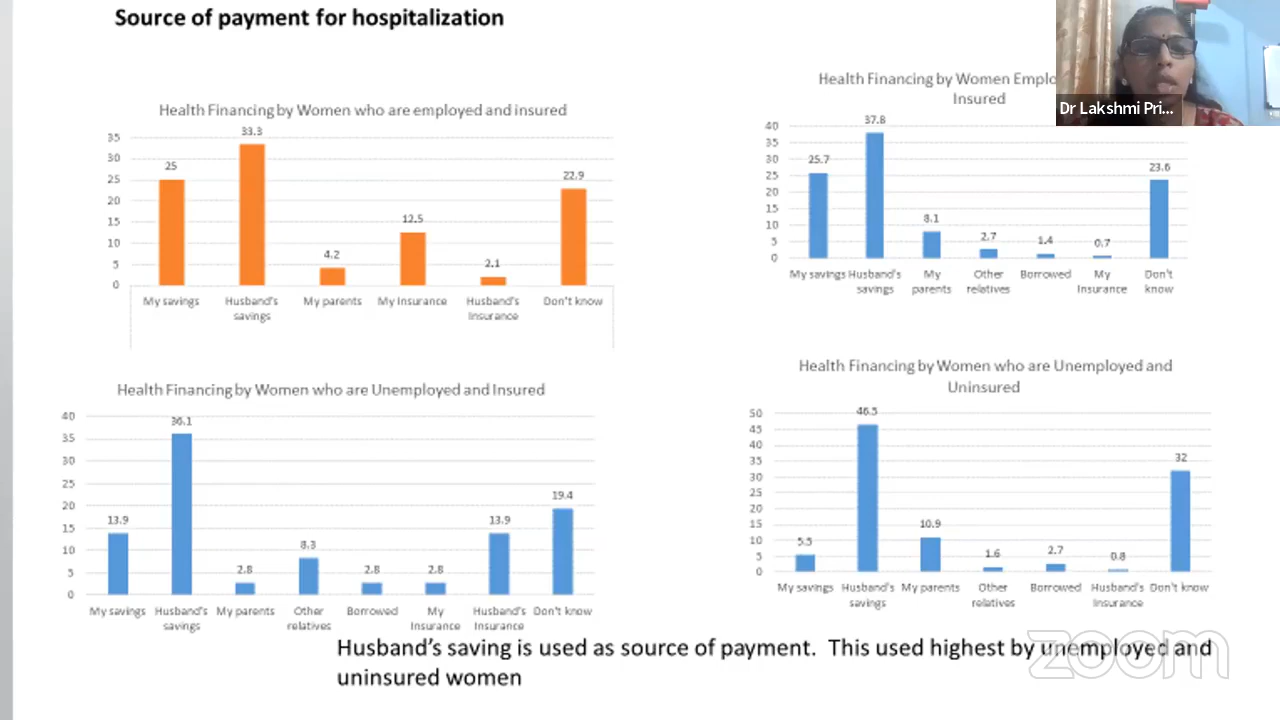 Source of payment for hospitalization
Health Financing by Women who are employed and insured
35
30
25
20
15
10
5
0
25
33.3
4.2
12.5
2.1
22.9
My savings
Husband's
savings
My parents
My Insurance
Husband's
Insurance
Don't know
Health Financing by Women Emplo
Insured
Dr Lakshmi Pri...
40
35
30
25
20
15
10
5
0
25.7
37.8
8.1
2.7
1.4
0.7
23.6
My savings
Husband's
savings
My
parents
Other
relatives
Borrowed
My
Insurance
Don't
know
Health Financing by Women who are Unemployed and Insured
40
35
30
25
20
15
10
5
0
13.9
36.1
2.8
8.3
2.8
2.8
13.9
19.4
My savings
Husband's
savings
My parents
Other
relatives
Borrowed
My
Insurance
Husband's
Insurance
Don't know
Health Financing by Women who are Unemployed and
Uninsured
50
45
40
35
30
25
20
15
10
5
0
5.5
46.5
10.9
1.6
2.7
0.8
32
My savings
Husband's
savings
My parents
Other
relatives
Borrowed
Husband's
Insurance
Don't know
Husband's saving is used as source of payment.  This used highest by unemployed and
uninsured women
zoom